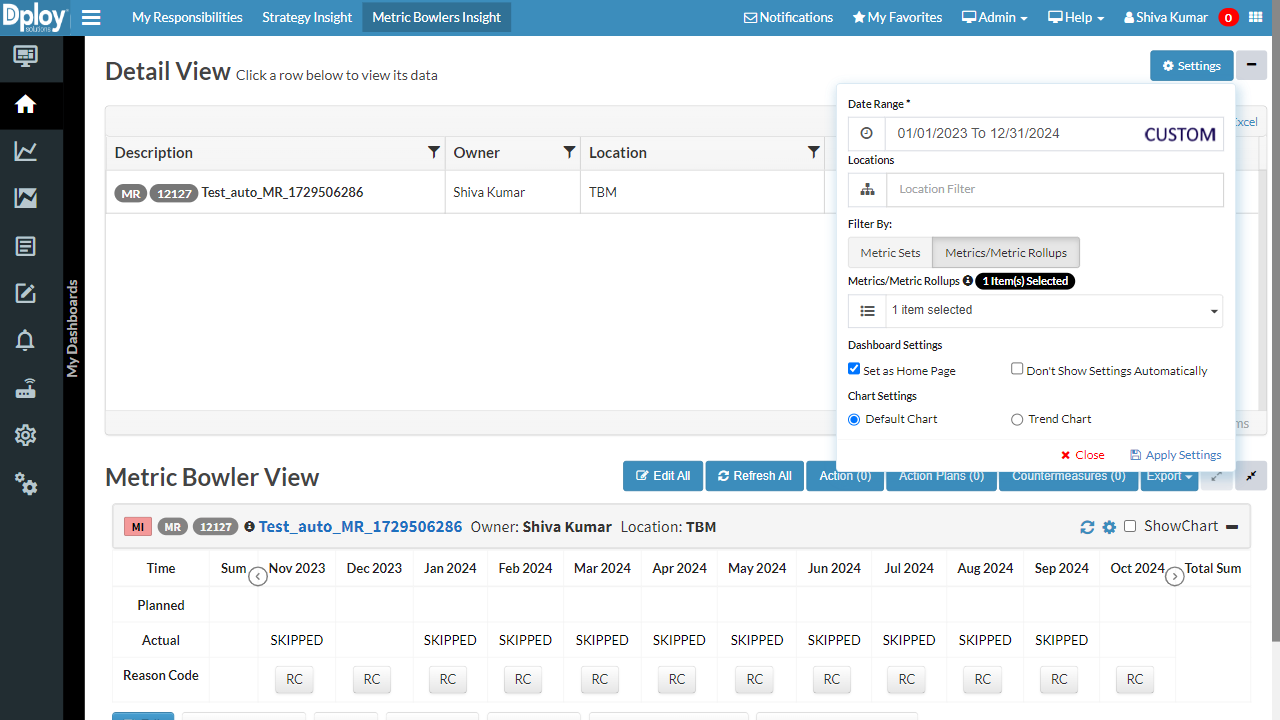 Dploy
solutions
My Responsibilities
Strategy Insight
Metric Bowlers Insight
Notifications
My Favorites
Admin
Help
Shiva Kumar
0
My Dashboards
Detail View Click a row below to view its data
Settings
Excel
Description
Owner
Location
MR 12127 Test_auto_MR_1729506286
Shiva Kumar
TBM
Date Range *
01/01/2023 To 12/31/2024
CUSTOM
Locations
Location Filter
Filter By:
Metric Sets
Metrics/Metric Rollups
Metrics/Metric Rollups 1 Item(s) Selected
1 item selected
Dashboard Settings
Set as Home Page
Don't Show Settings Automatically
Chart Settings
Default Chart
Trend Chart
Close
Apply Settings
Metric Bowler View
Edit All
Refresh All
Action (0)
Action Plans (0)
Countermeasures (0)
Export
MI MR 12127 Test_auto_MR_1729506286 Owner: Shiva Kumar Location: TBM
ShowChart
Time Sum Nov 2023 Dec 2023 Jan 2024 Feb 2024 Mar 2024 Apr 2024 May 2024 Jun 2024 Jul 2024 Aug 2024 Sep 2024 Oct 2024 Total Sum
Planned
Actual SKIPPED SKIPPED SKIPPED SKIPPED SKIPPED SKIPPED SKIPPED SKIPPED SKIPPED SKIPPED
Reason Code RC RC RC RC RC RC RC RC RC RC RC RC